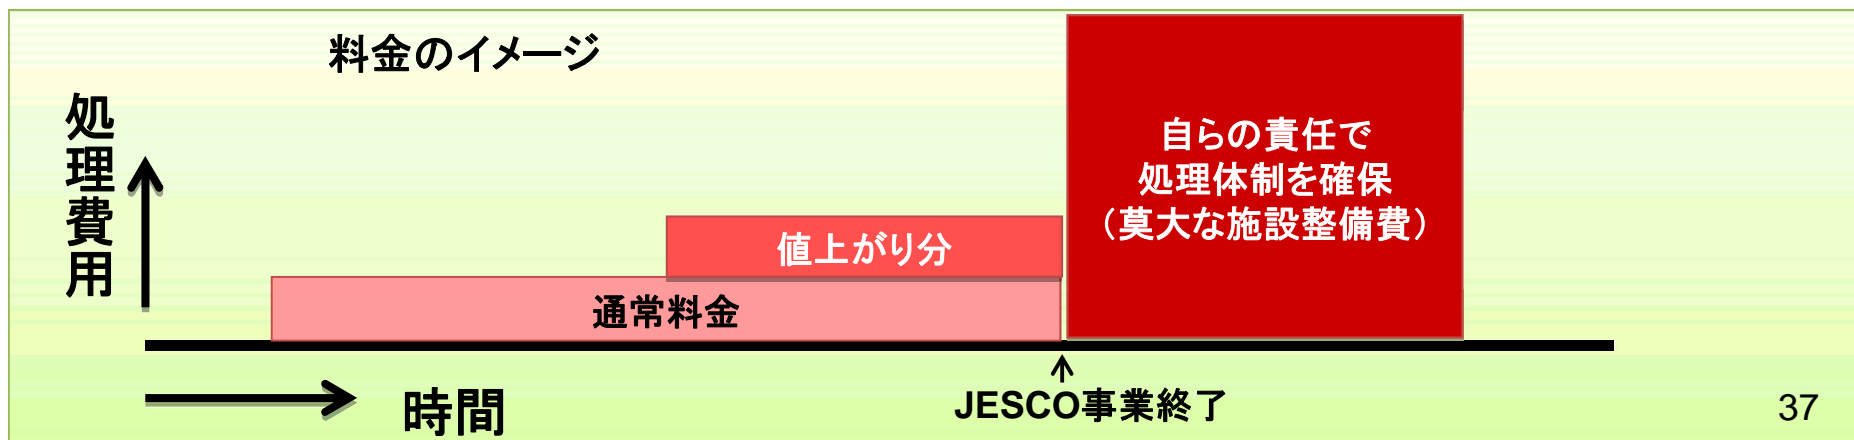 料金のイメージ
処理費用
自らの責任で
処理体制を確保
（莫大な施設整備費）
値上がり分
通常料金
時間
JESCO事業終了
37